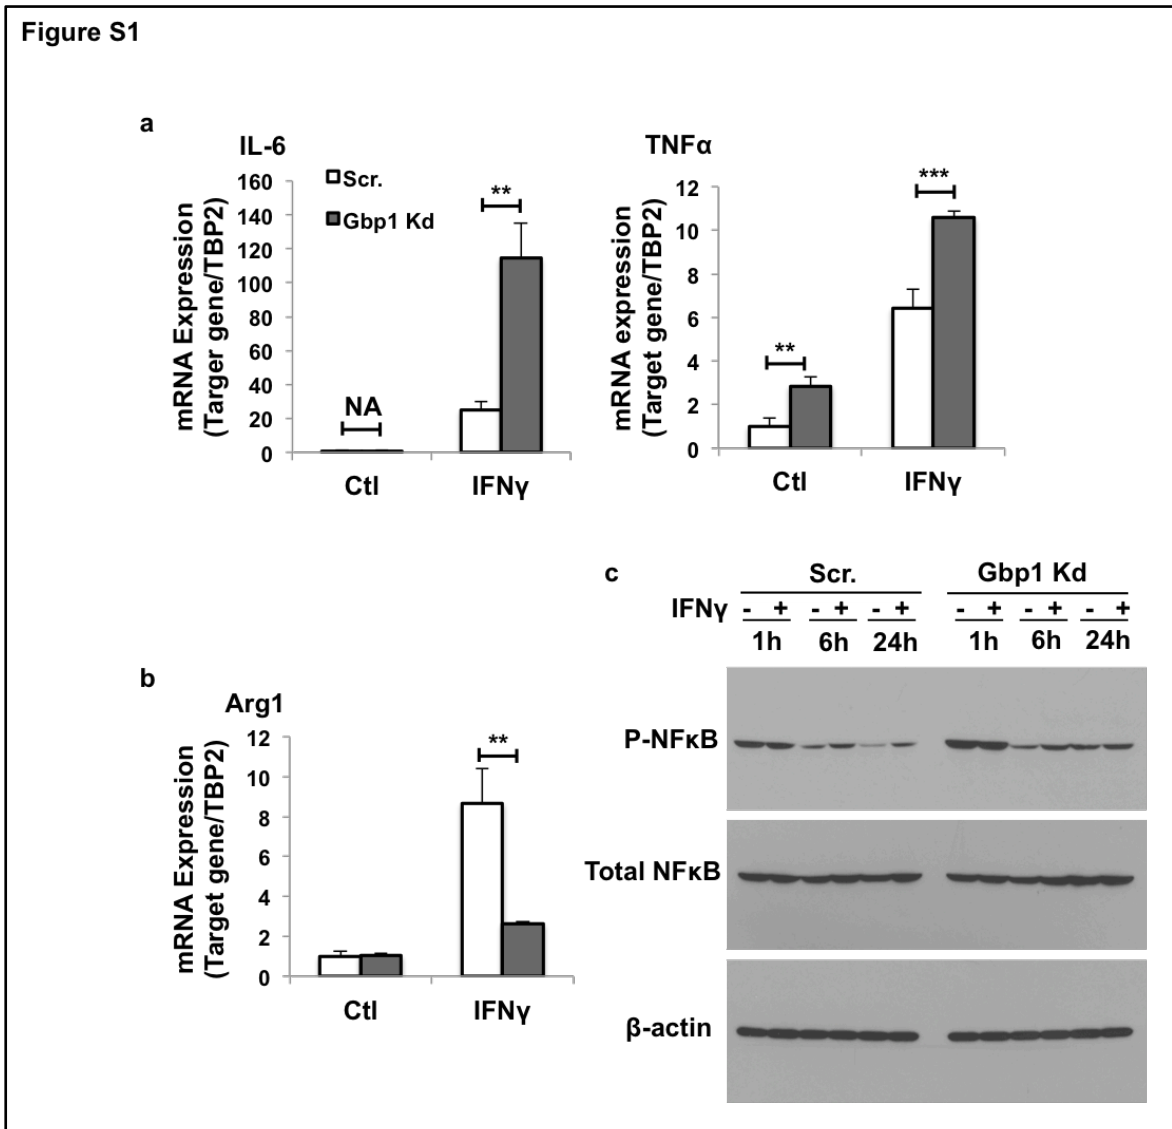 Figure S1
a
IL-6
mRNA Expression
(Targer gene/TBP2)
160
140
120
100
80
60
40
20
0
Scr.
Gbp1 Kd
NA
**
Ctl
IFNγ
TNFα
mRNA expression
(Target gene/TBP2)
12
10
8
6
4
2
0
**
***
Ctl
IFNγ
b
Arg1
mRNA Expression
(Target gene/TBP2)
12
10
8
6
4
2
0
**
Ctl
IFNγ
c
Scr. Gbp1 Kd
IFNγ - + - + - + - + - + - +
1h 6h 24h 1h 6h 24h
P-NFκB
Total NFκB
β-actin